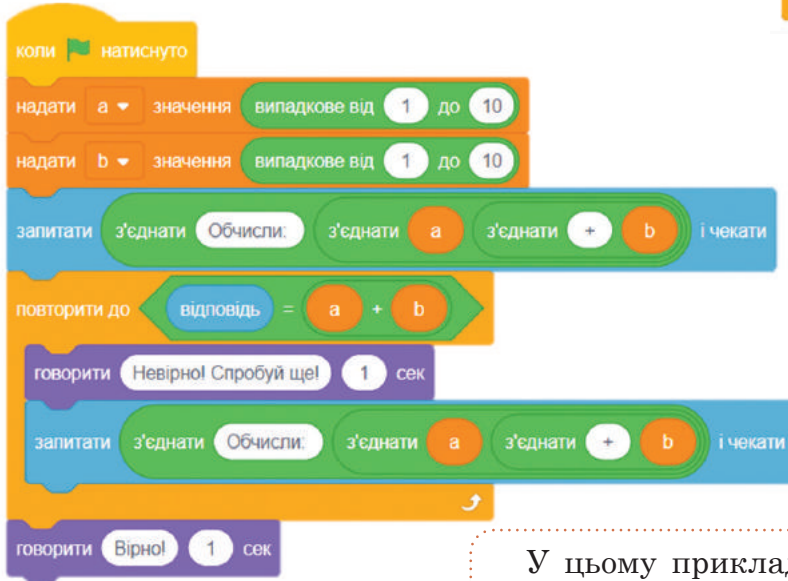 коли натиснуто
надати a значення випадкове від 1 до 10
надати b значення випадкове від 1 до 10
запитати з'єднати Обчисли: з'єднати a з'єднати + b і чекати
повторити до відповідь = a + b
говорити Невірно! Спробуй ще! 1 сек
запитати з'єднати Обчисли: з'єднати a з'єднати + b і чекати
говорити Вірно! 1 сек
У цьому